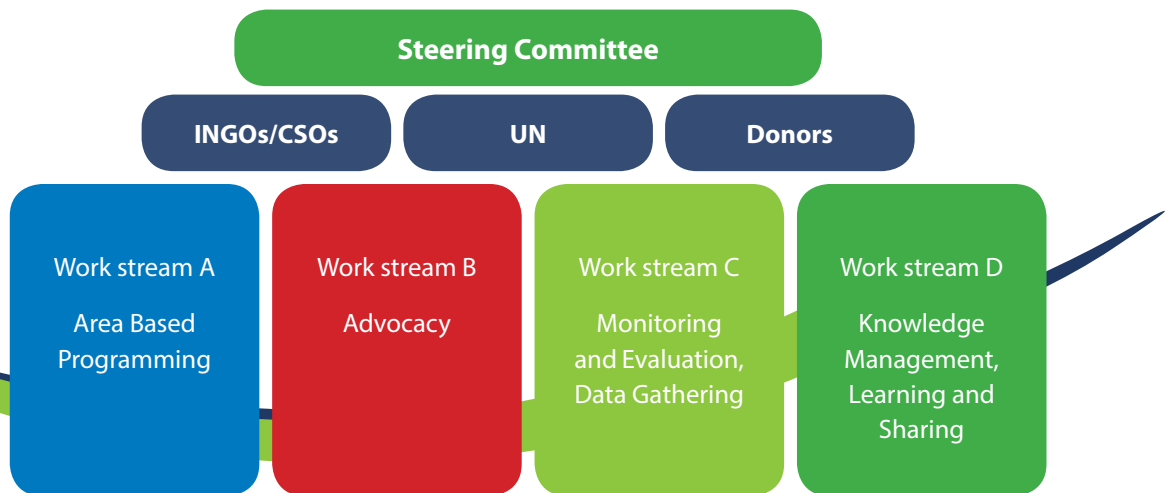 Steering Committee
INGOs/CSOs
UN
Donors
Work stream A
Area Based
Programming
Work stream B
Advocacy
Work stream C
Monitoring
and Evaluation,
Data Gathering
Work stream D
Knowledge
Management,
Learning and
Sharing